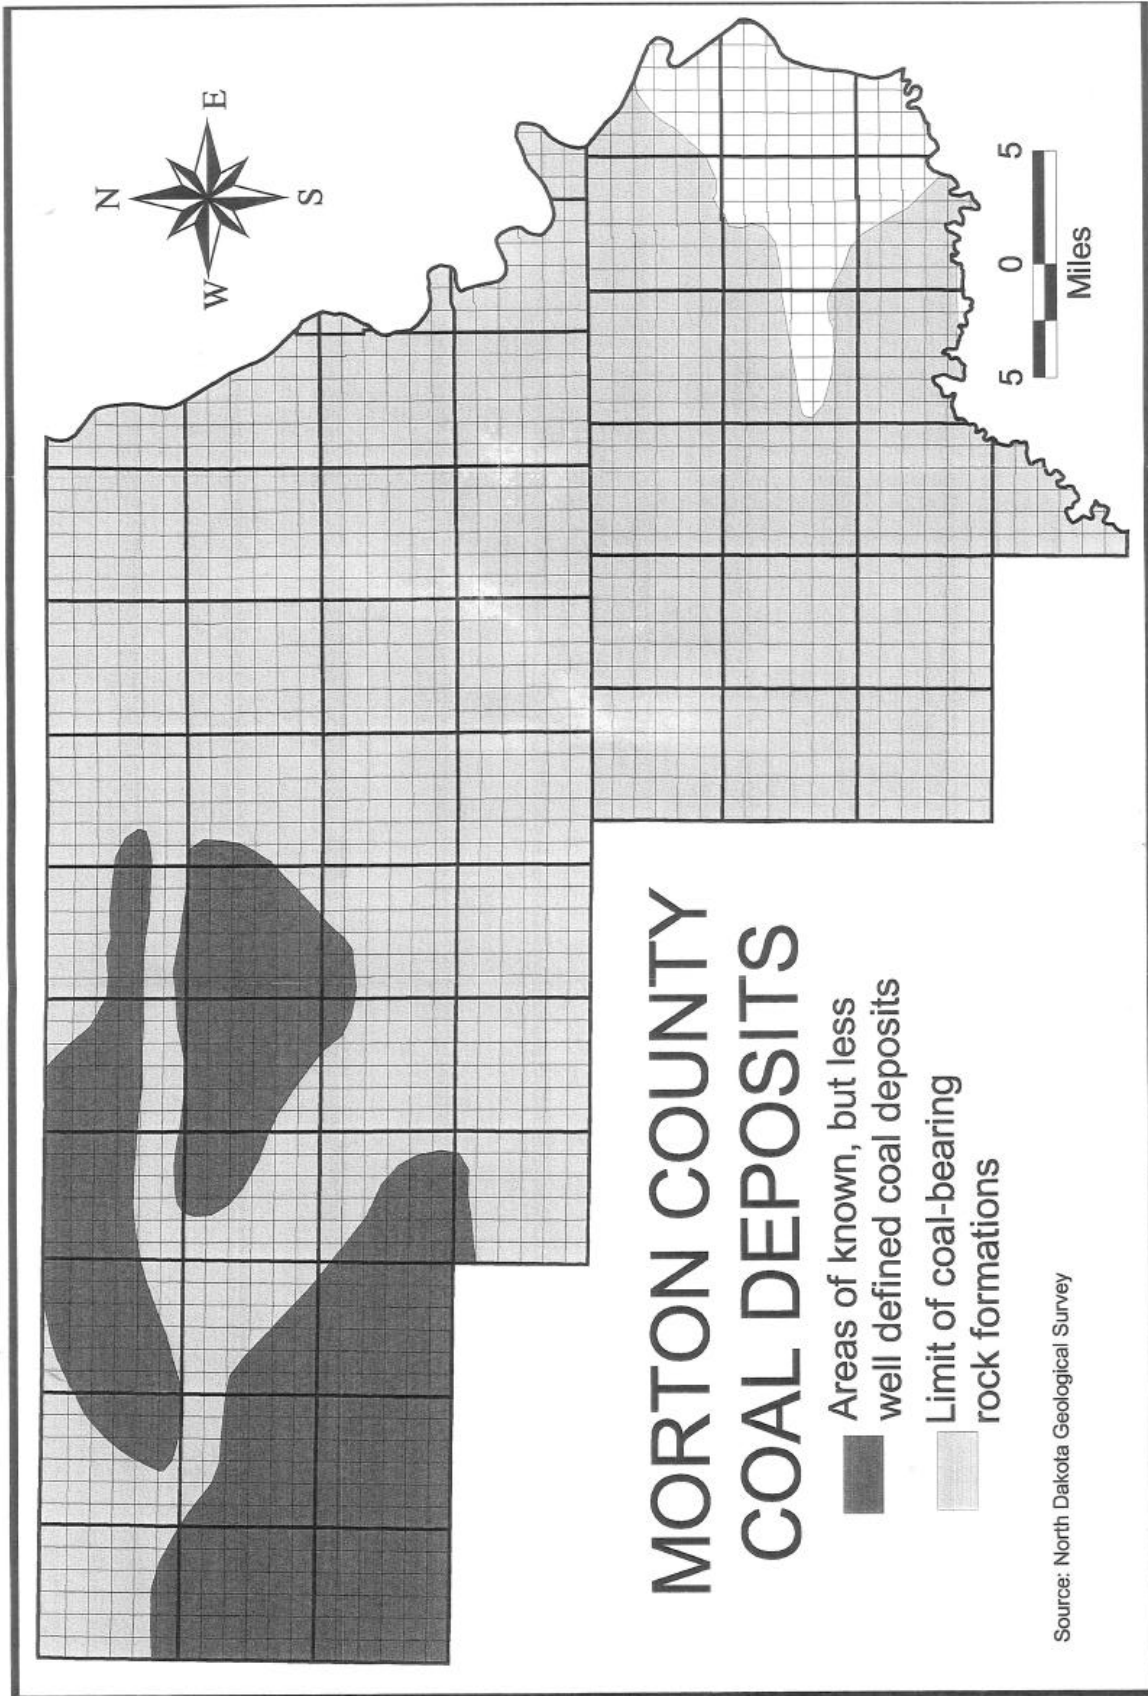 MORTON COUNTY
COAL DEPOSITS
Areas of known, but less
well defined coal deposits
Limit of coal-bearing
rock formations
Source: North Dakota Geological Survey
N
W
E
S
5 0 5
Miles